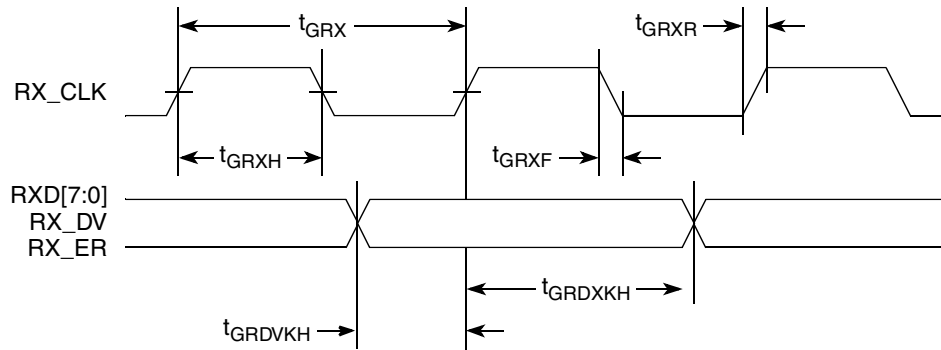 tGRX
tGRXR
RX_CLK
tGRXH
tGRXF
RXD[7:0]
RX_DV
RX_ER
tGRDXKH
tGRDVKH